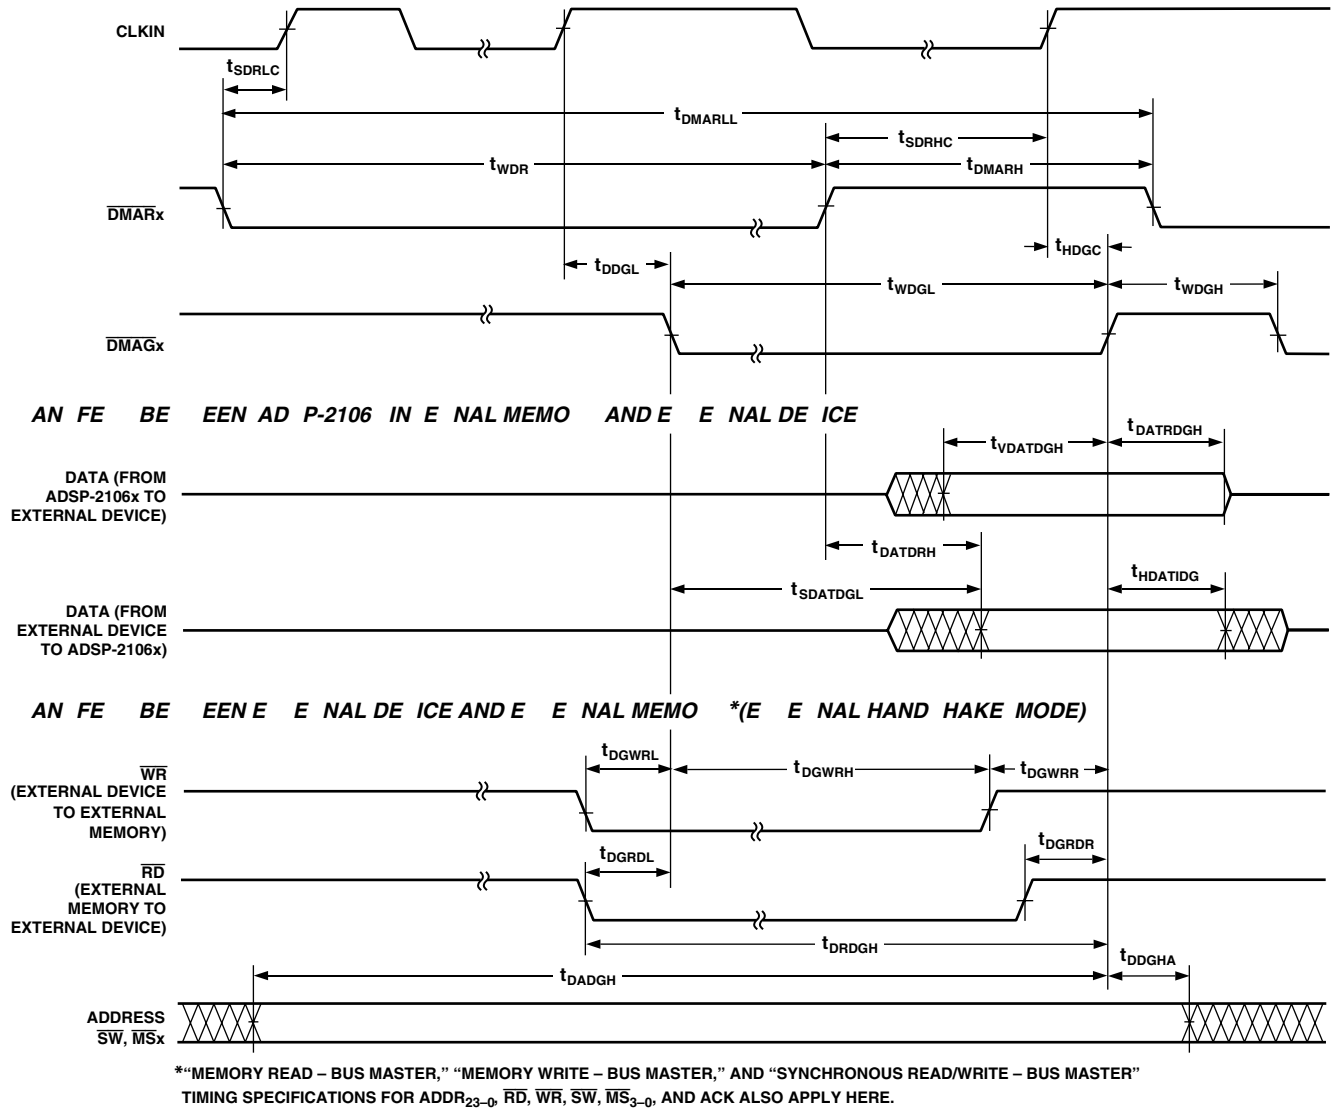 CLKIN
tSDRLC
tDMARLL
tSDRHC
tWDR
tDMARH
DMARx
tHDGC
tDDGL
tWDGL
tWDGH
DMAGx
AN FE BE EEN AD P-2106 IN E NAL MEMO AND E E NAL DE ICE
tDATRDGH
tVDATDGH
DATA (FROM
ADSP-2106x TO
EXTERNAL DEVICE)
tDATDRH
tHDATIDG
tSDATDGL
DATA (FROM
EXTERNAL DEVICE
TO ADSP-2106x)
AN FE BE EEN E E NAL DE ICE AND E E NAL MEMO *(E E NAL HAND HAKE MODE)
tDGWRL
tDGWRH
tDGWRR
WR
(EXTERNAL DEVICE
TO EXTERNAL
MEMORY)
tDGRDR
tDGRDL
RD
(EXTERNAL
MEMORY TO
EXTERNAL DEVICE)
tDRDGH
tDDGHA
tDADGH
ADDRESS
SW, MSx
*“MEMORY READ – BUS MASTER,” “MEMORY WRITE – BUS MASTER,” AND “SYNCHRONOUS READ/WRITE – BUS MASTER”
TIMING SPECIFICATIONS FOR ADDR23–0, RD, WR, SW, MS3–0, AND ACK ALSO APPLY HERE.